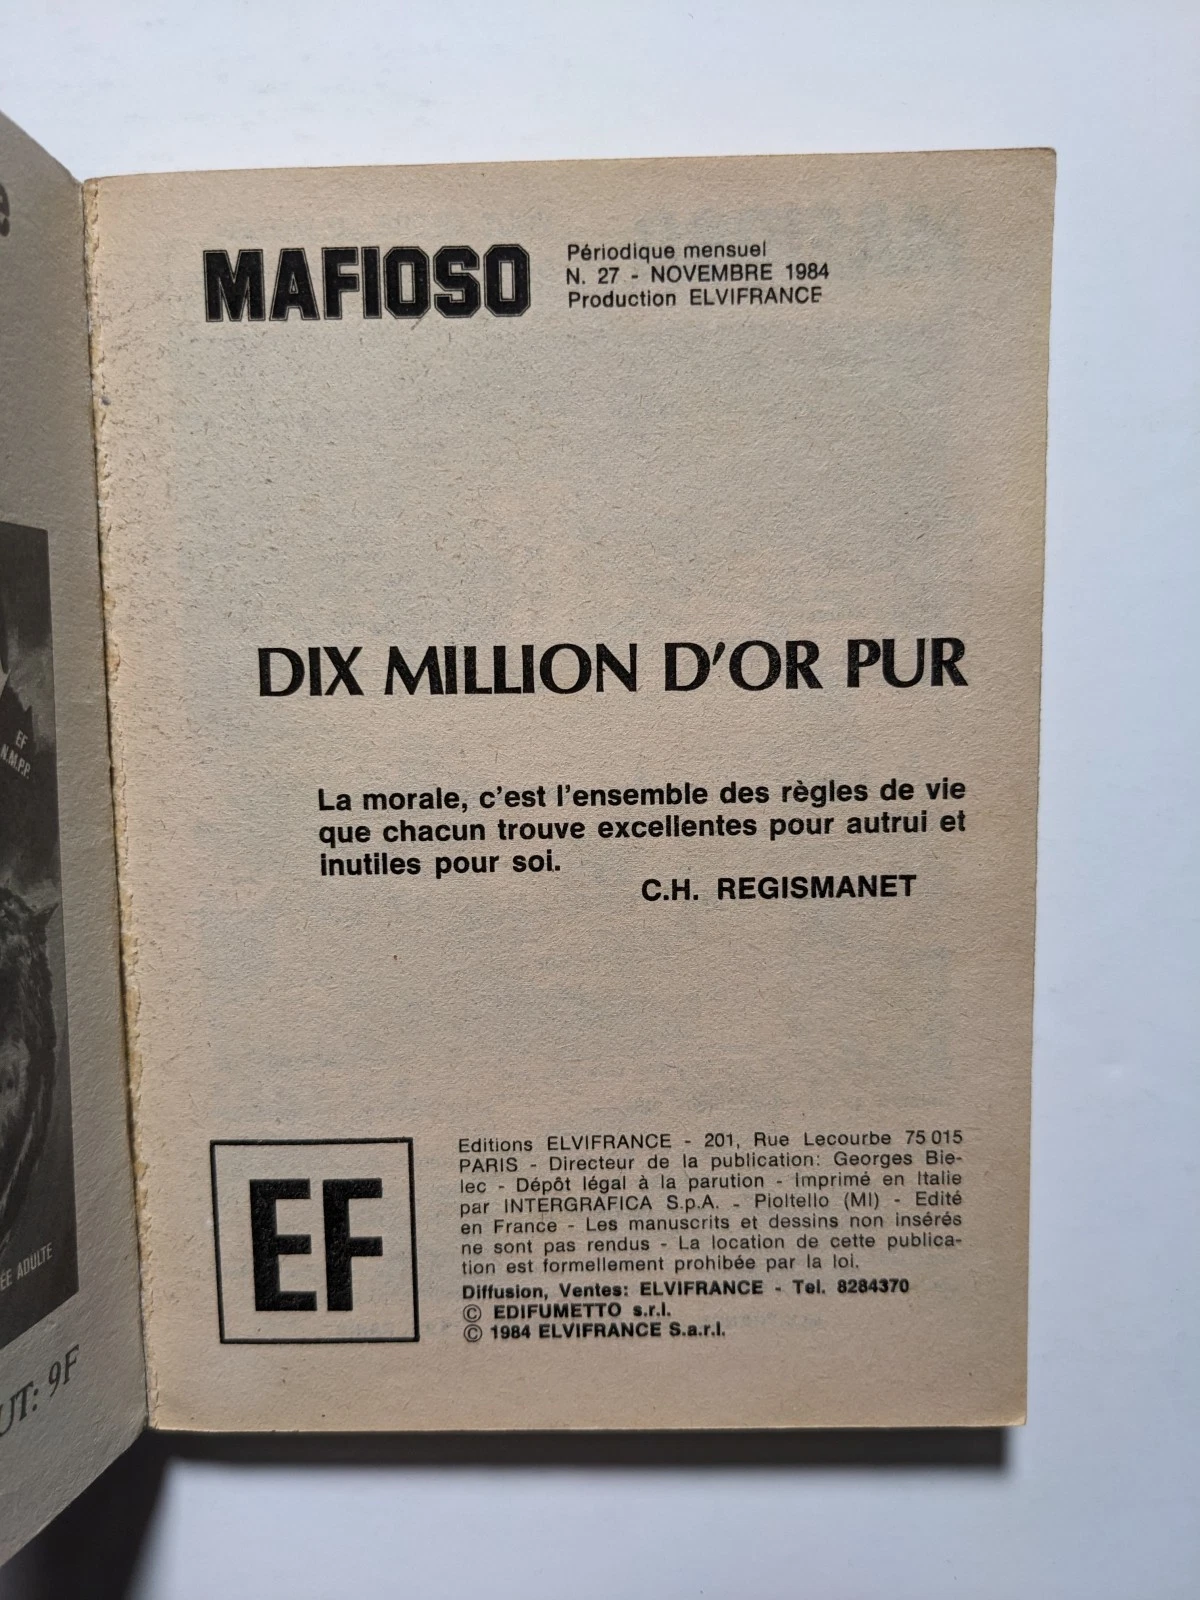 MAFIOSO
Périodique mensuel
N. 27 - NOVEMBRE 1984
Production ELVIFRANCE
DIX MILLION D'OR PUR
La morale, c'est l'ensemble des règles de vie
que chacun trouve excellentes pour autrui et
inutiles pour soi.
C.H. REGISMANET
EF
N.M.P.P.
ADULTE
9F
EF
Editions ELVIFRANCE - 201, Rue Lecourbe 75 015
PARIS - Directeur de la publication: Georges Bie-
lec - Dépôt légal à la parution - Imprimé en Italie
par INTERGRAFICA S.p.A. - Pioltello (MI) - Edité
en France - Les manuscrits et dessins non insérés
ne sont pas rendus - La location de cette publica-
tion est formellement prohibée par la loi.
Diffusion, Ventes: ELVIFRANCE - Tel. 8284370
© EDIFUMETTO s.r.l.
© 1984 ELVIFRANCE S.a.r.l.